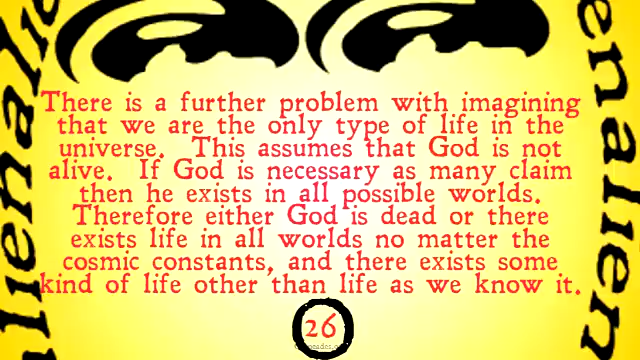 alien
alien
alien
There is a further problem with imagining
that we are the only type of life in the
universe. This assumes that God is not
alive. If God is necessary as many claim
then he exists in all possible worlds.
Therefore either God is dead or there
exists life in all worlds no matter the
cosmic constants, and there exists some
kind of life other than life as we know it.
26